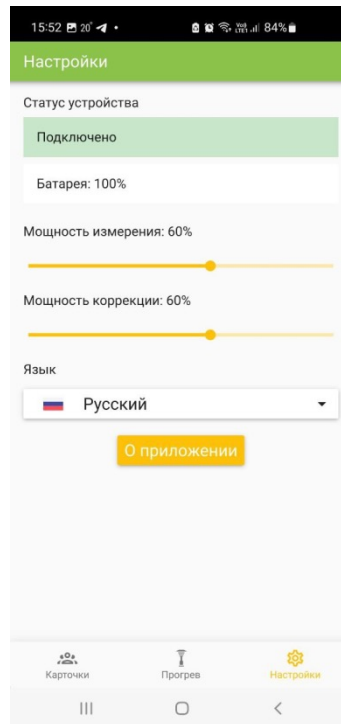 15:52 20° • 84%
Настройки
Статус устройства
Подключено
Батарея: 100%
Мощность измерения: 60%
Мощность коррекции: 60%
Язык
Русский
О приложении
Карточки Прогрев Настройки